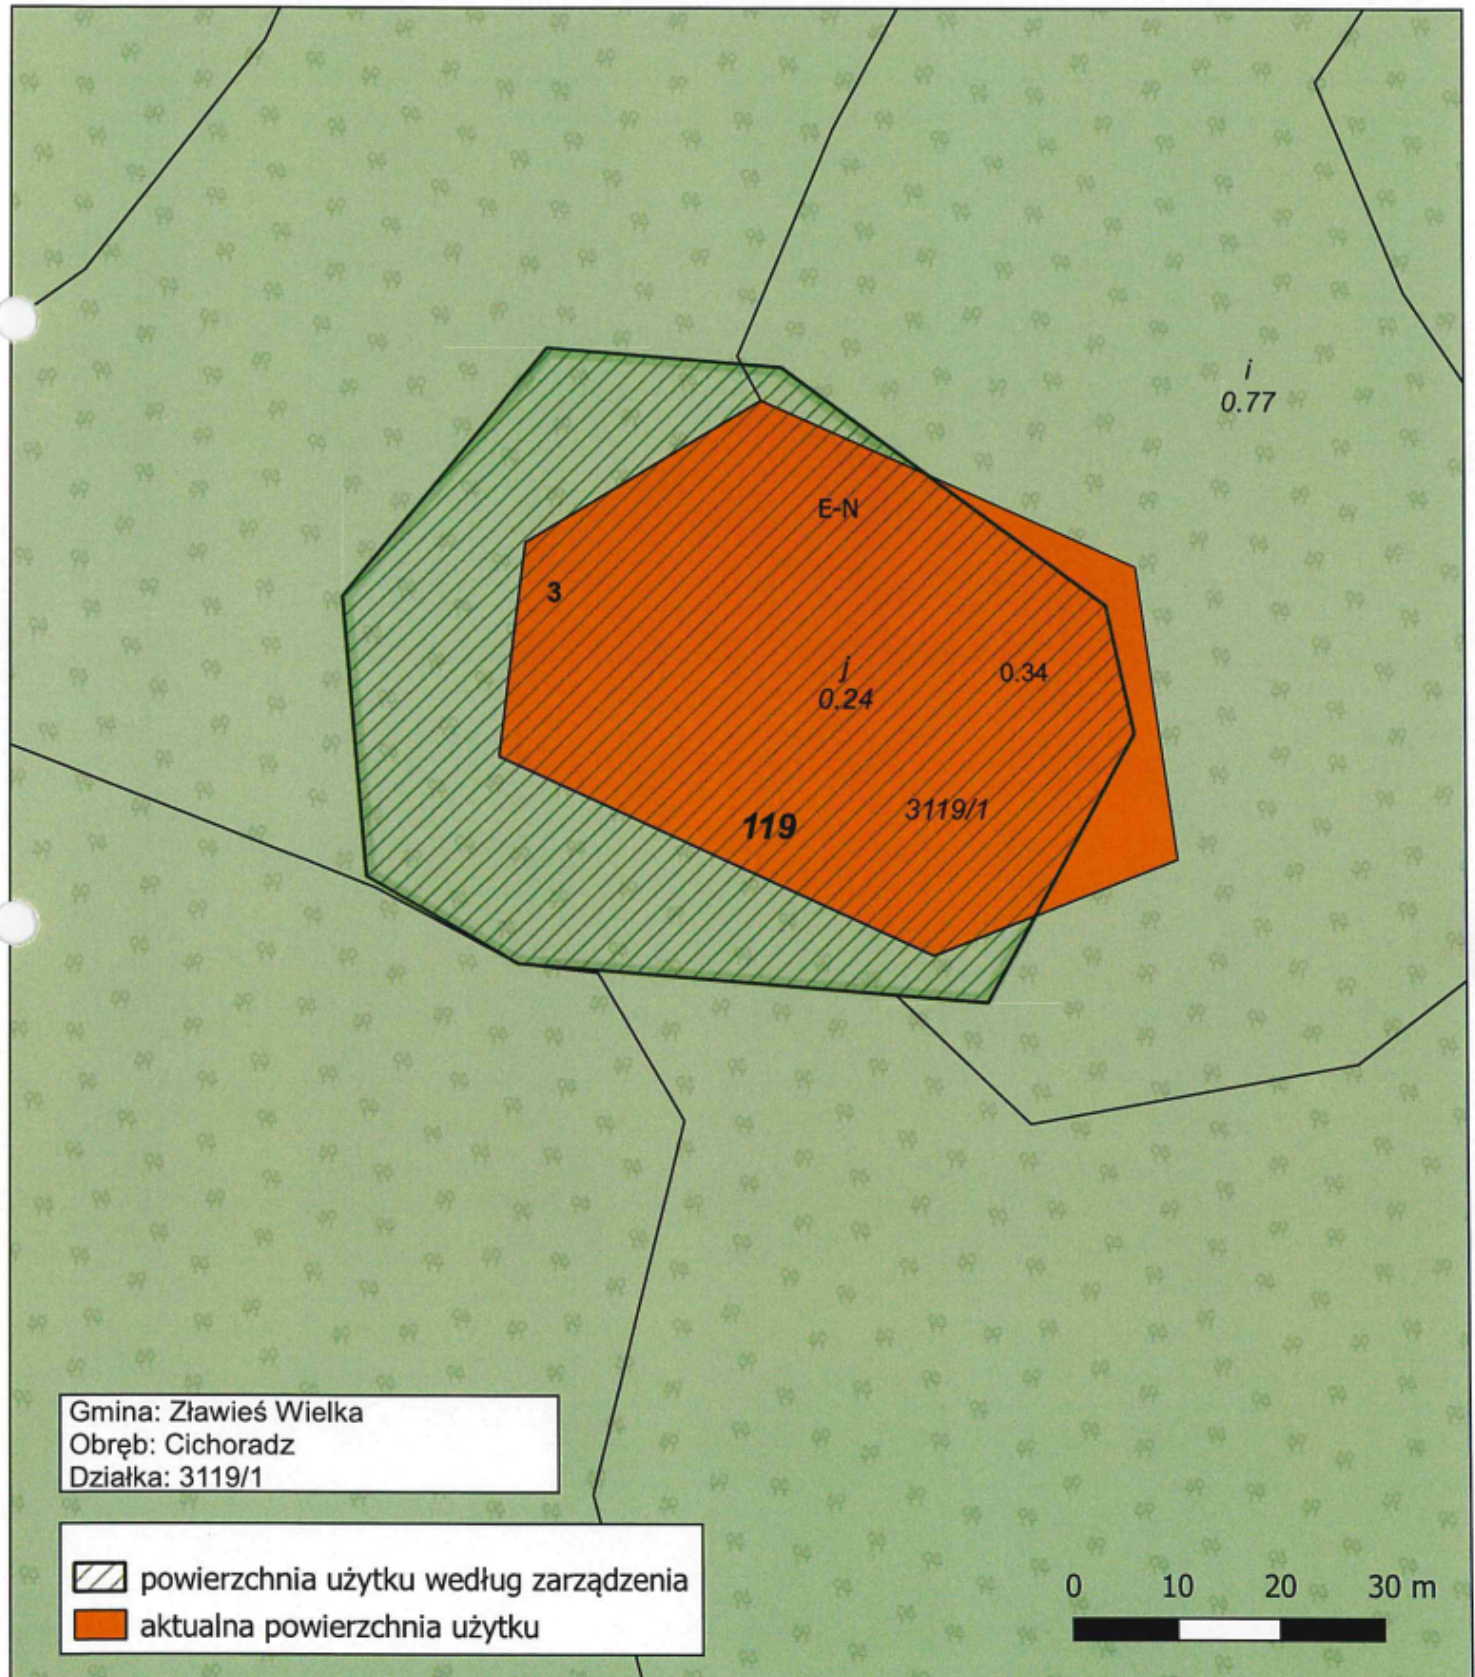 i
0.77
E-N
3
j
0.24
0.34
3119/1
119
Gmina: Zławieś Wielka
Obręb: Cichoradz
Działka: 3119/1
powierzchnia użytku według zarządzenia
aktualna powierzchnia użytku
0 10 20 30 m